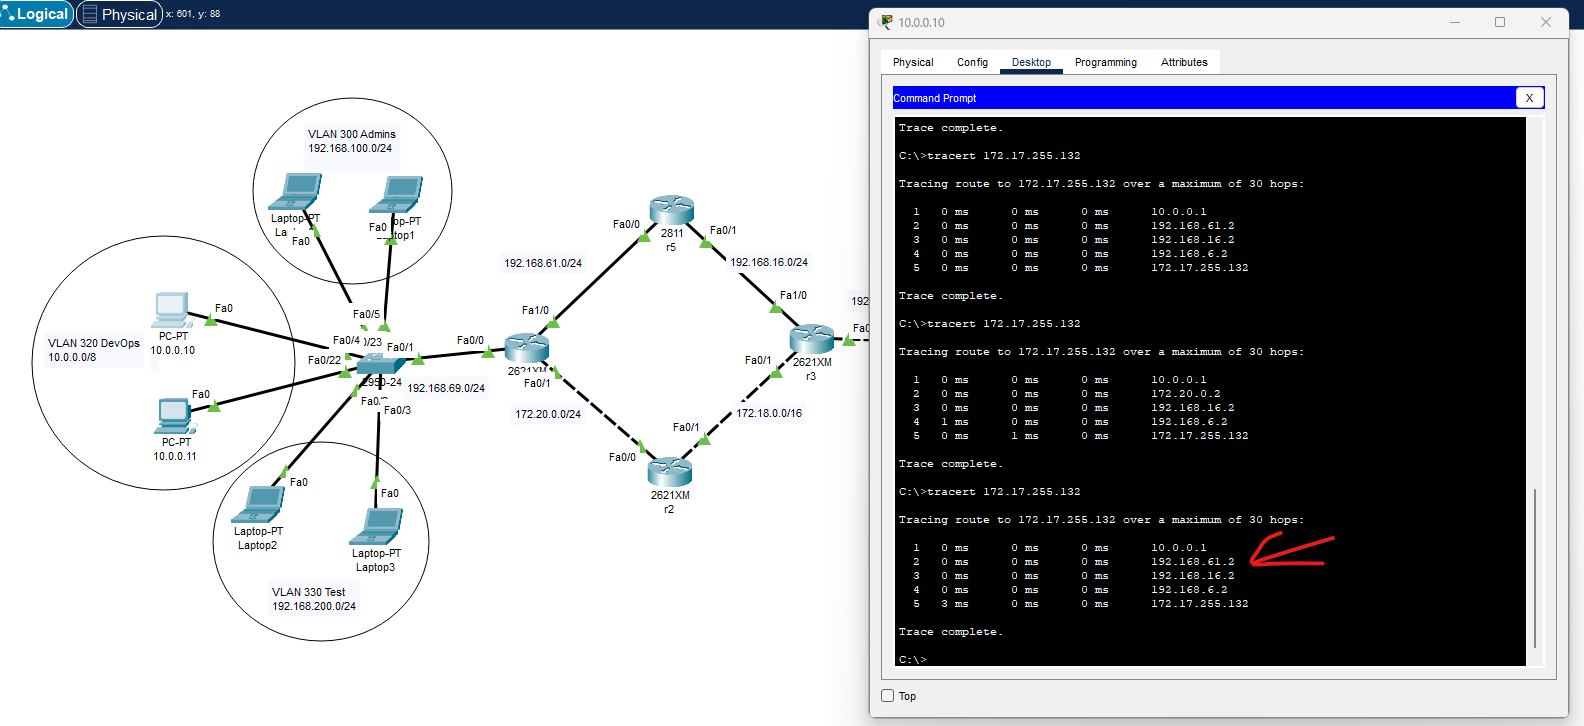 Logical Physical x: 601, y: 88
VLAN 300 Admins
192.168.100.0/24
Laptop-PT
Fa0
Fa0
top1
VLAN 320 DevOps
10.0.0.0/8
Fa0
PC-PT
10.0.0.10
Fa0
PC-PT
10.0.0.11
Fa0/5
Fa0/4
Fa0/1
Fa0/22
2950-24
Fa0/3
192.168.69.0/24
Fa0/0
Fa1/0
2621XM
Fa0/1
192.168.61.0/24
Fa0/0
Fa0/1
2811
r5
192.168.16.0/24
Fa1/0
2621XM
r3
Fa0/1
172.20.0.0/24
172.18.0.0/16
Fa0/1
Fa0/0
2621XM
r2
Fa0
Laptop-PT
Laptop2
Fa0
Laptop-PT
Laptop3
VLAN 330 Test
192.168.200.0/24
10.0.0.10
Physical Config Desktop Programming Attributes
Command Prompt X
Trace complete.
C:\>tracert 172.17.255.132
Tracing route to 172.17.255.132 over a maximum of 30 hops:
1 0 ms 0 ms 0 ms 10.0.0.1
2 0 ms 0 ms 0 ms 192.168.61.2
3 0 ms 0 ms 0 ms 192.168.16.2
4 0 ms 0 ms 0 ms 192.168.6.2
5 0 ms 0 ms 0 ms 172.17.255.132
Trace complete.
C:\>tracert 172.17.255.132
Tracing route to 172.17.255.132 over a maximum of 30 hops:
1 0 ms 0 ms 0 ms 10.0.0.1
2 0 ms 0 ms 0 ms 172.20.0.2
3 0 ms 0 ms 0 ms 192.168.16.2
4 1 ms 0 ms 0 ms 192.168.6.2
5 0 ms 1 ms 0 ms 172.17.255.132
Trace complete.
C:\>tracert 172.17.255.132
Tracing route to 172.17.255.132 over a maximum of 30 hops:
1 0 ms 0 ms 0 ms 10.0.0.1
2 0 ms 0 ms 0 ms 192.168.61.2
3 0 ms 0 ms 0 ms 192.168.16.2
4 0 ms 0 ms 0 ms 192.168.6.2
5 3 ms 0 ms 0 ms 172.17.255.132
Trace complete.
C:\>
Top